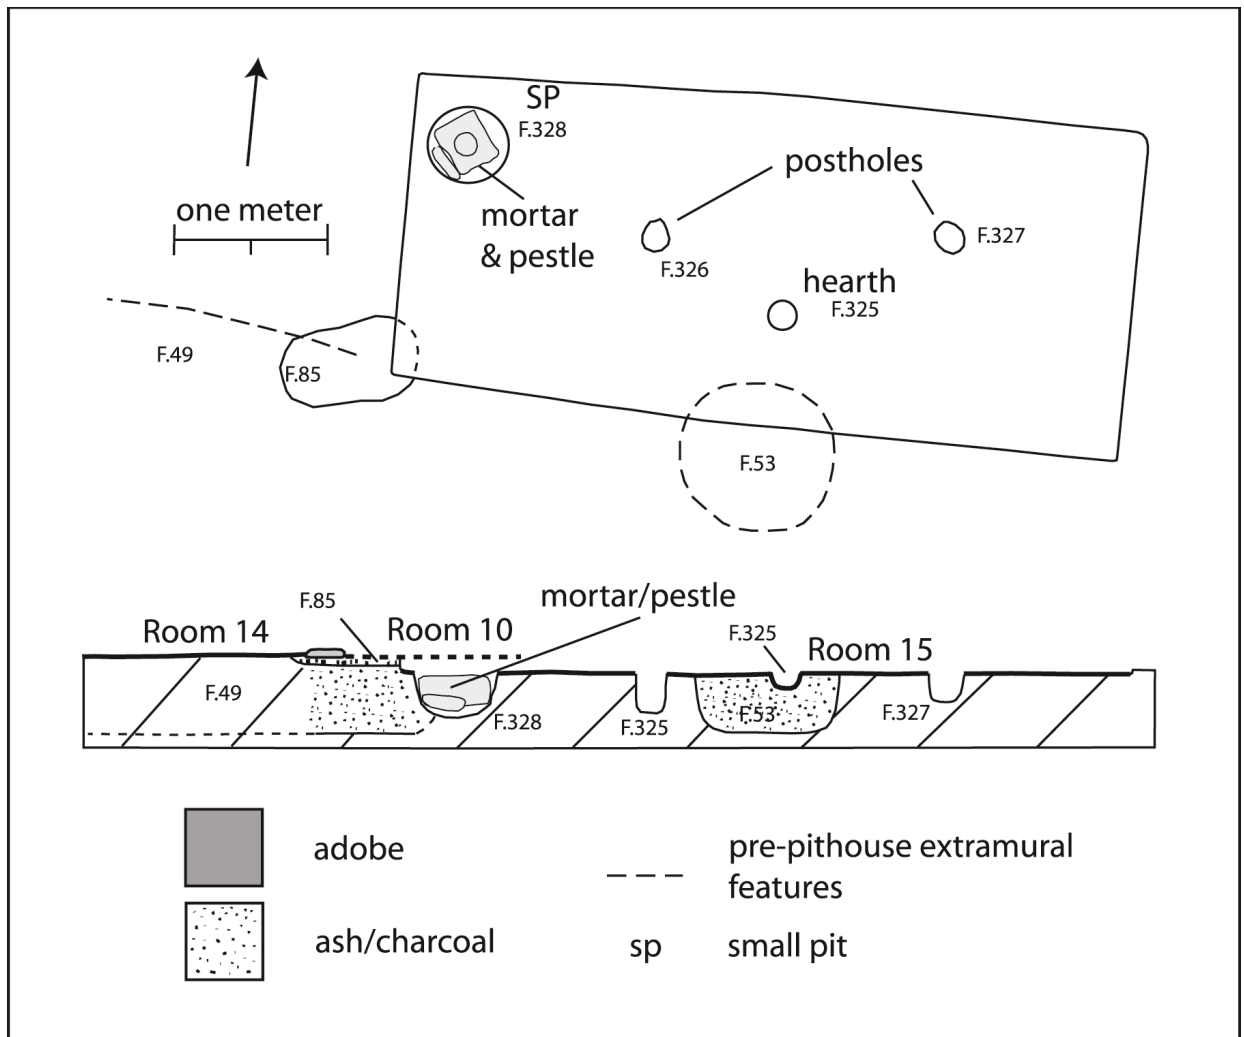 SP
F.328
postholes
one meter
mortar
& pestle
F.327
F.326
hearth
F.325
F.49
F.85
F.53
mortar/pestle
F.85
Room 14
Room 10
F.325
Room 15
F.49
F.328
F.325
F.53
F.327
adobe
pre-pithouse extramural
features
ash/charcoal
sp
small pit